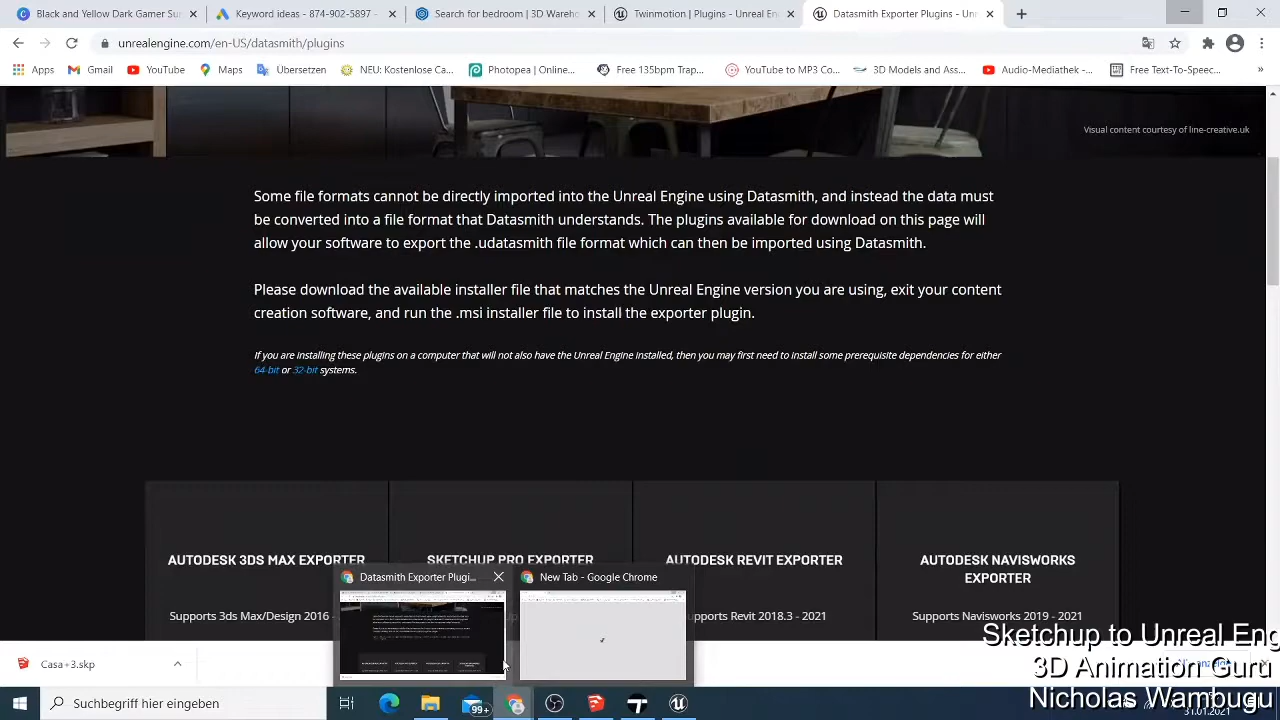 Black Desert Gamer Sur
Keyword ideas - 874-902-5897
Search for bedroom | 3D Wareho
Twinmotion | Plugins - Unreal En
Datasmith Exporter Plugins - Un
unrealengine.com/en-US/datasmith/plugins
Apps
Gmail
YouTube
Maps
Übersetzen
NEU: Kostenlose Ca...
Photopea | Online...
Free 135bpm Trap...
YouTube to MP3 Co...
3D Models and Ass...
Audio-Mediathek -...
Free Text-To-Speec...
Visual content courtesy of line-creative.uk
Some file formats cannot be directly imported into the Unreal Engine using Datasmith, and instead the data must
be converted into a file format that Datasmith understands. The plugins available for download on this page will
allow your software to export the .udatasmith file format which can then be imported using Datasmith.
Please download the available installer file that matches the Unreal Engine version you are using, exit your content
creation software, and run the .msi installer file to install the exporter plugin.
If you are installing these plugins on a computer that will not also have the Unreal Engine installed, then you may first need to install some prerequisite dependencies for either
64-bit or 32-bit systems.
AUTODESK 3DS MAX EXPORTER
SKETCHUP PRO EXPORTER
AUTODESK REVIT EXPORTER
AUTODESK NAVISWORKS
EXPORTER
Datasmith Exporter Plugi...
New Tab - Google Chrome
Supports 3ds Max/Design 2016 -
Revit 2018.3 -
Supports Navisworks 2019 -
Casa+3.skp
Sketchup to Unreal Eng
3D Animation Guru
Nicholas Wambugu
Suchbegriff hier eingeben
99+
31.01.2021